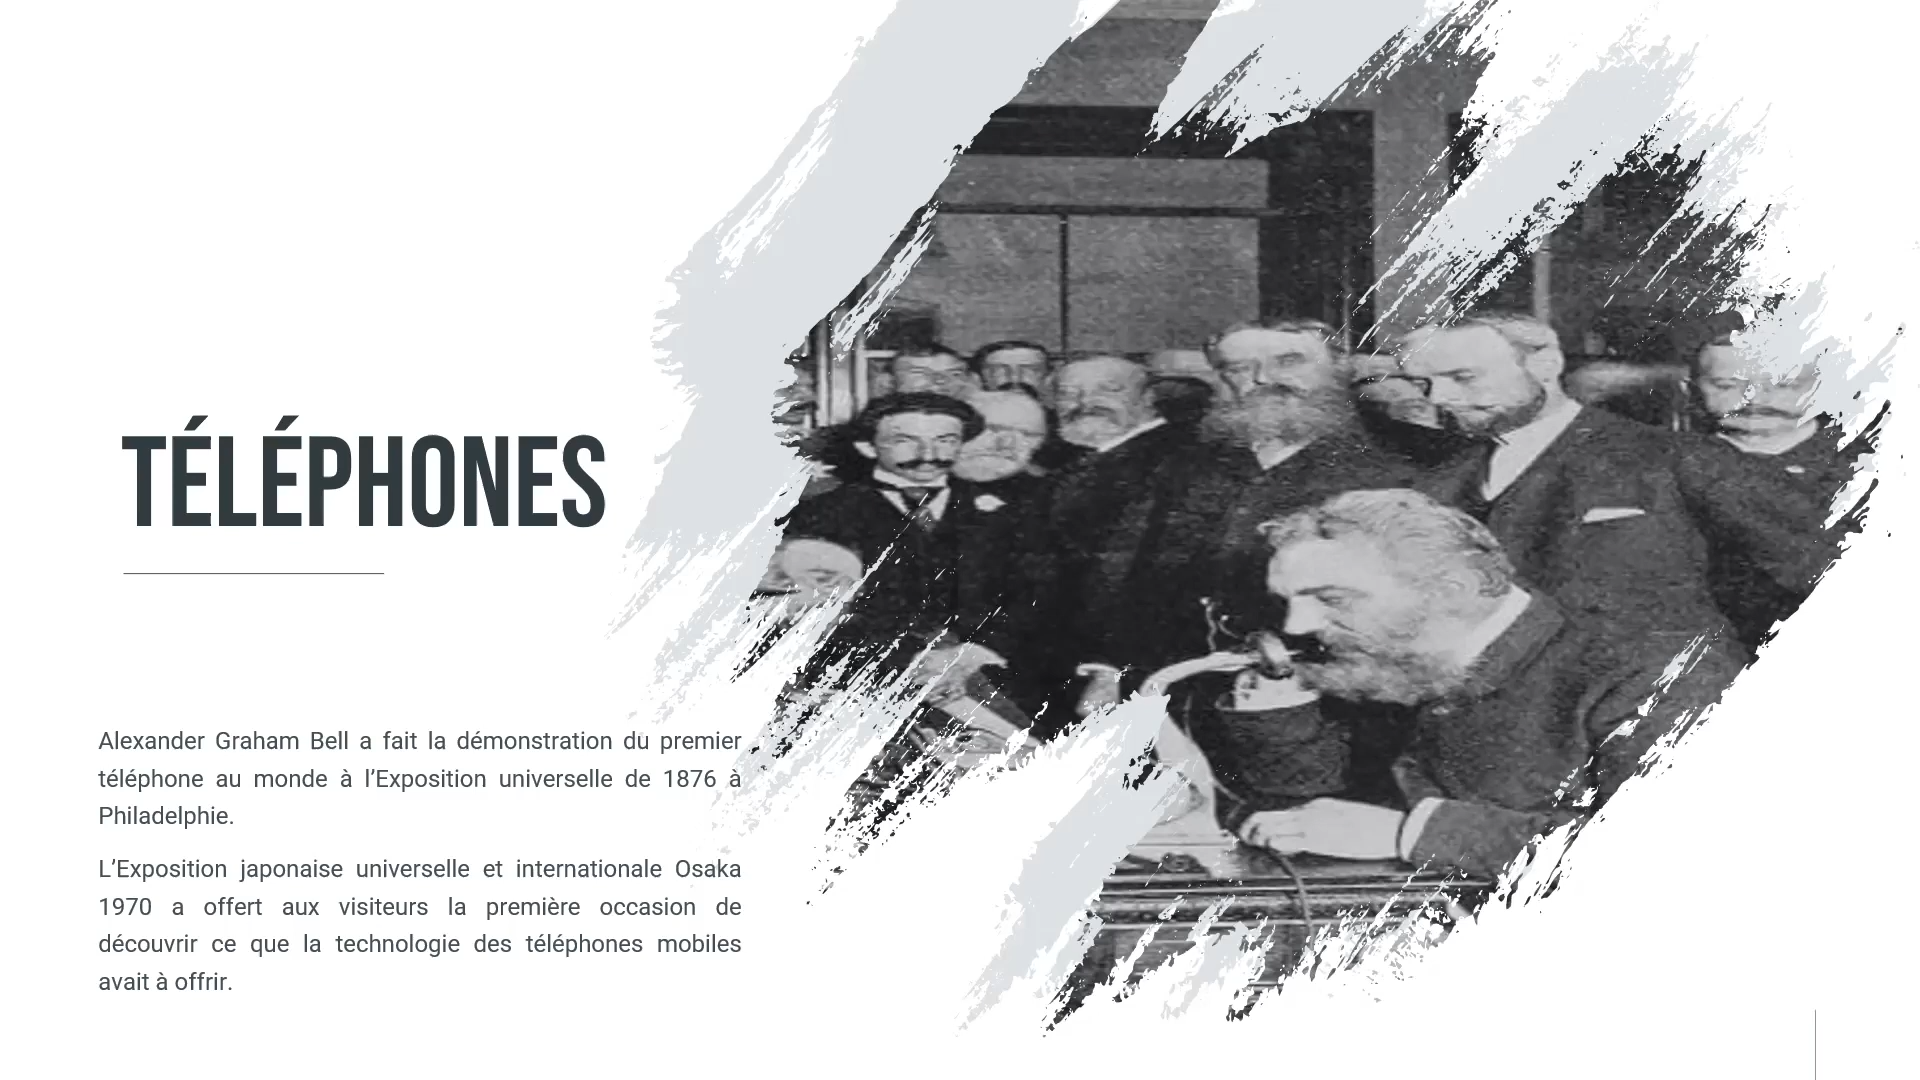 TÉLÉPHONES
Alexander Graham Bell a fait la démonstration du premier
téléphone au monde à l’Exposition universelle de 1876 à
Philadelphie.
L’Exposition japonaise universelle et internationale Osaka
1970 a offert aux visiteurs la première occasion de
découvrir ce que la technologie des téléphones mobiles
avait à offrir.